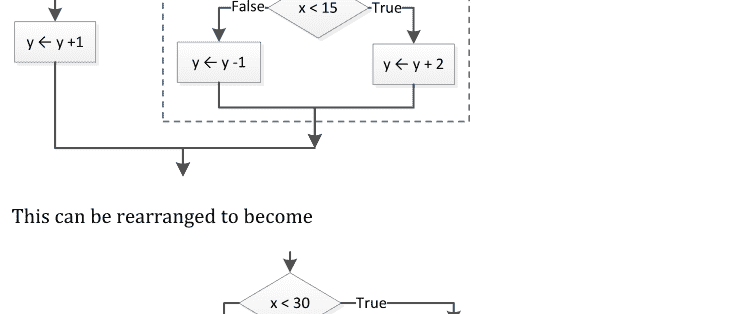 False x < 15 True
y ← y +1
y ← y -1 y ← y + 2
This can be rearranged to become
x < 30 True